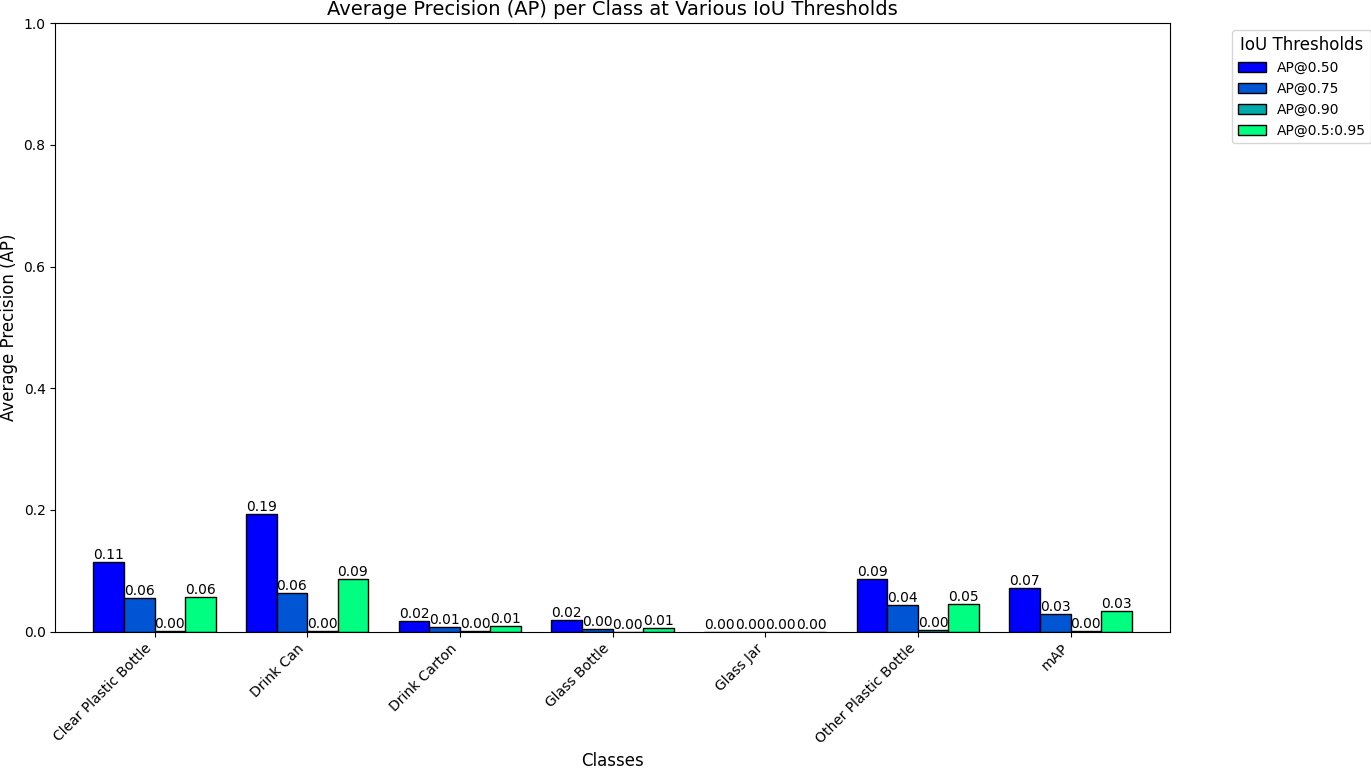 Average Precision (AP) per Class at Various IoU Thresholds
IoU Thresholds
AP@0.50
AP@0.75
AP@0.90
AP@0.5:0.95
Average Precision (AP)
1.0
0.8
0.6
0.4
0.2
0.0
0.11 0.06 0.00 0.06
0.19 0.06 0.00 0.09
0.02 0.01 0.00 0.01
0.02 0.00 0.00 0.01
0.00 0.00 0.00 0.00
0.09 0.04 0.00 0.05
0.07 0.03 0.00 0.03
Clear Plastic Bottle
Drink Can
Drink Carton
Glass Bottle
Glass Jar
Other Plastic Bottle
mAP
Classes